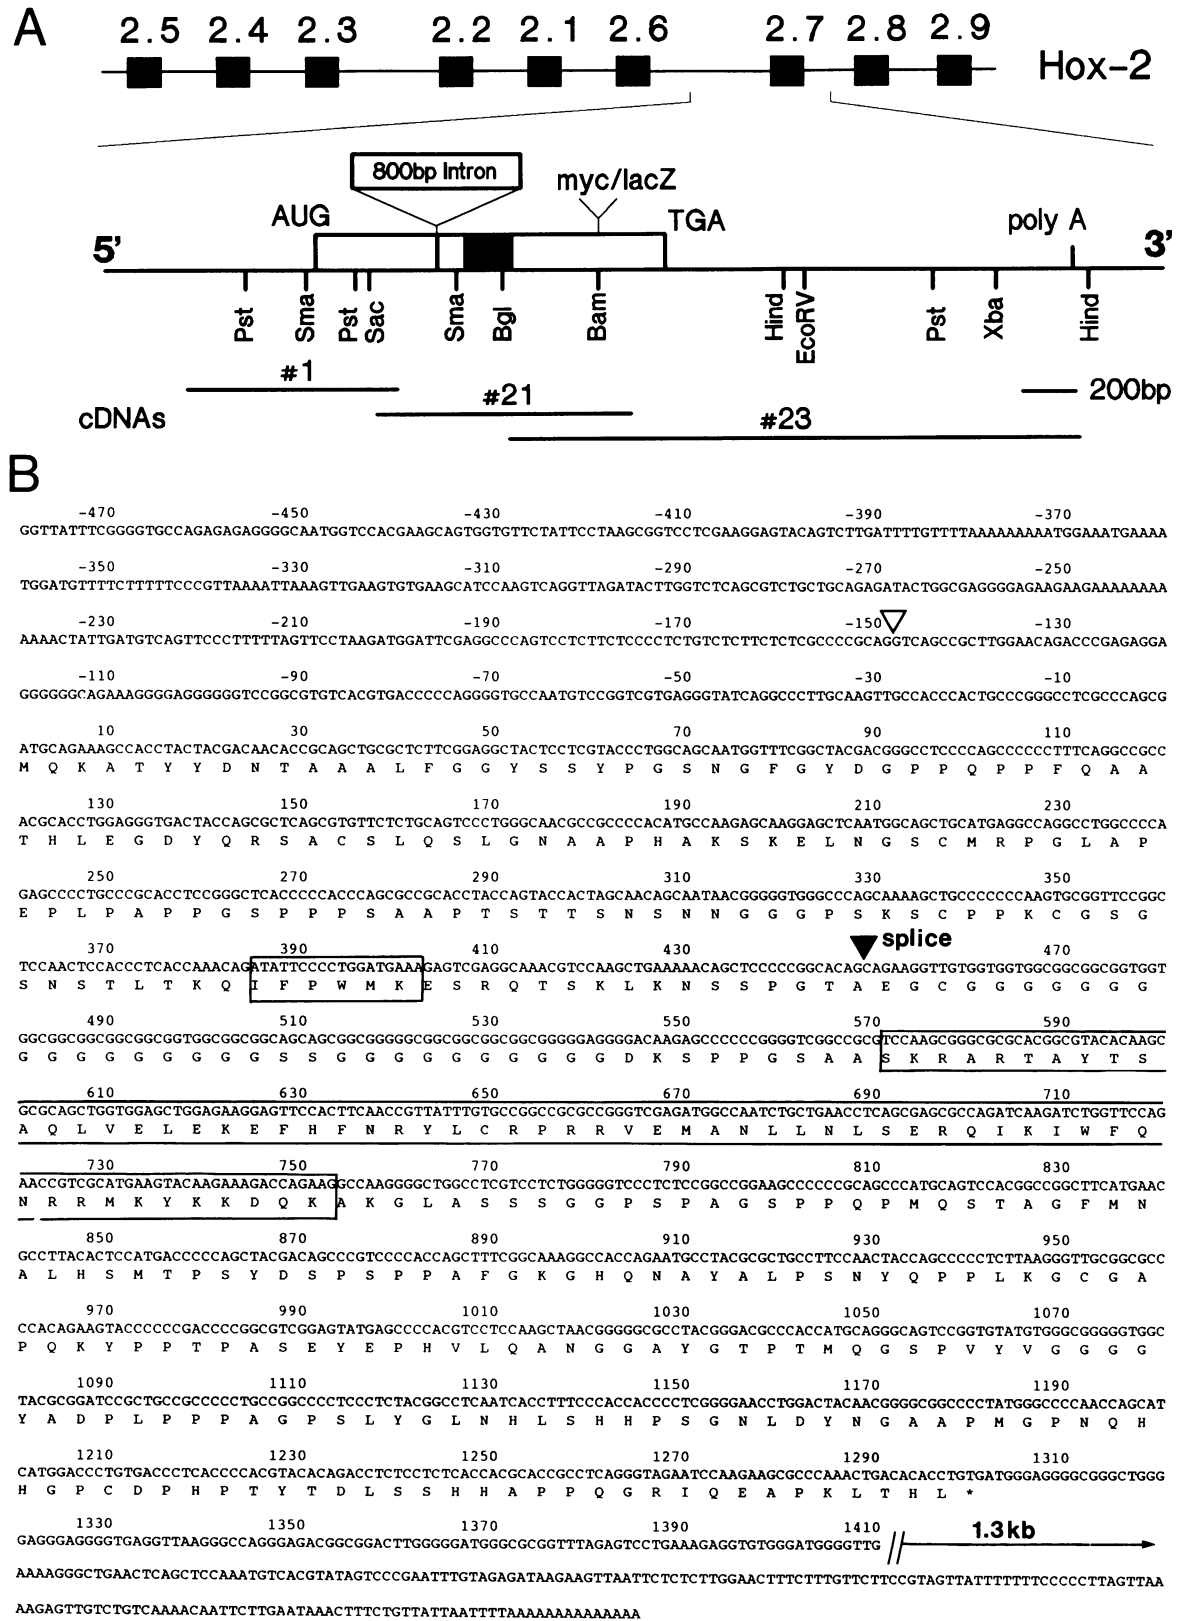 A
2.5 2.4 2.3 2.2 2.1 2.6 2.7 2.8 2.9
Hox-2
800bp Intron
myc/lacZ
AUG
TGA
poly A
5'
3'
Pst Sma Pst Sac Sma Bgl Bam Hind EcoRV Pst Xba Hind
#1
#21
#23
200bp
cDNAs
B
-470 -450 -430 -410 -390 -370
GGTTATTTCGGGGTGCCAGAGAGAGGGGCAATGGTCCACGAAGCAGTGGTGTTCTATTCCTAAGCGGTCCTCGAAGGAGTACAGTCTTGATTTTGTTTTAAAAAAAAATGGAAATGAAAA
-350 -330 -310 -290 -270 -250
TGGATGTTTTCTTTTTCCCGTTAAAATTAAAGTTGAAGTGTGAAGCATCCAAGTCAGGTTAGATACTTGGTCTCAGCGTCTGCTGCAGAGATACTGGCGAGGGGAGAAGAAGAAAAAAAA
-230 -210 -190 -170 -150 -130
AAAACTATTGATGTCAGTTCCCTTTTTAGTTCCTAAGATGGATTCGAGGCCCAGTCCTCTTCTCCCCTCTGTCTCTTCTCTCGCCCCGCAGGTCAGCCGCTTGGAACAGACCCGAGAGGA
-110 -90 -70 -50 -30 -10
GGGGGGCAGAAAGGGGAGGGGGGTCCGGCGTGTCACGTGACCCCCAGGGGTGCCAATGTCCGGTCGTGAGGGTATCAGGCCCTTGCAAGTTGCCACCCACTGCCCGGGCCTCGCCCAGCG
10 30 50 70 90 110
ATGCAGAAAGCCACCTACTACGACAACACCGCAGCTGCGCTCTTCGGAGGCTACTCCTCGTACCCTGGCAGCAATGGTTTCGGCTACGACGGGCCTCCCCAGCCCCCCTTTCAGGCCGCC
M Q K A T Y Y D N T A A A L F G G Y S S Y P G S N G F G Y D G P P Q P P F Q A A
130 150 170 190 210 230
ACGCACCTGGAGGGTGACTACCAGCGCTCAGCGTGTTCTCTGCAGTCCCTGGGCAACGCCGCCCCACATGCCAAGAGCAAGGAGCTCAATGGCAGCTGCATGAGGCCAGGCCTGGCCCCA
T H L E G D Y Q R S A C S L Q S L G N A A P H A K S K E L N G S C M R P G L A P
250 270 290 310 330 350
GAGCCCCTGCCCGCACCTCCGGGCTCACCCCCACCCAGCGCCGCACCTACCAGTACCACTAGCAACAGCAATAACGGGGGTGGGCCCAGCAAAAGCTGCCCCCCCAAGTGCGGTTCCGGC
E P L P A P P G S P P P S A A P T S T T S N S N N G G G P S K S C P P K C G S G
370 390 410 430 splice 470
TCCAACTCCACCCTCACCAAACAGATATTCCCCTGGATGAAAGAGTCGAGGCAAACGTCCAAGCTGAAAAACAGCTCCCCCGGCACAGCAGAAGGTTGTGGTGGTGGCGGCGGCGGTGGT
S N S T L T K Q I F P W M K E S R Q T S K L K N S S P G T A E G C G G G G G G G
490 510 530 550 570 590
GGCGGCGGCGGCGGCGGTGGCGGCGGCAGCAGCGGCGGGGGCGGCGGCGGCGGCGGGGGAGGGGACAAGAGCCCCCCGGGGTCGGCCGCGTCCAAGCGGGCGCGCACGGCGTACACAAGC
G G G G G G G G G S S G G G G G G G G G G D K S P P G S A A S K R A R T A Y T S
610 630 650 670 690 710
GCGCAGCTGGTGGAGCTGGAGAAGGAGTTCCACTTCAACCGTTATTTGTGCCGGCCGCGCCGGGTCGAGATGGCCAATCTGCTGAACCTCAGCGAGCGCCAGATCAAGATCTGGTTCCAG
A Q L V E L E K E F H F N R Y L C R P R R V E M A N L L N L S E R Q I K I W F Q
730 750 770 790 810 830
AACCGTCGCATGAAGTACAAGAAAGACCAGAAGGCCAAGGGGCTGGCCTCGTCCTCTGGGGGTCCCTCTCCGGCCGGAAGCCCCCCGCAGCCCATGCAGTCCACGGCCGGCTTCATGAAC
N R R M K Y K K D Q K A K G L A S S S G G P S P A G S P P Q P M Q S T A G F M N
850 870 890 910 930 950
GCCTTACACTCCATGACCCCCAGCTACGACAGCCCGTCCCCACCAGCTTTCGGCAAAGGCCACCAGAATGCCTACGCGCTGCCTTCCAACTACCAGCCCCCTCTTAAGGGTTGCGGCGCC
A L H S M T P S Y D S P S P P A F G K G H Q N A Y A L P S N Y Q P P L K G C G A
970 990 1010 1030 1050 1070
CCACAGAAGTACCCCCCGACCCCGGCGTCGGAGTATGAGCCCCACGTCCTCCAAGCTAACGGGGGCGCCTACGGGACGCCCACCATGCAGGGCAGTCCGGTGTATGTGGGCGGGGGTGGC
P Q K Y P P T P A S E Y E P H V L Q A N G G A Y G T P T M Q G S P V Y V G G G G
1090 1110 1130 1150 1170 1190
TACGCGGATCCGCTGCCGCCCCCTGCCGGCCCCTCCCTCTACGGCCTCAATCACCTTTCCCACCACCCCTCGGGGAACCTGGACTACAACGGGGCGGCCCCTATGGGCCCCAACCAGCAT
Y A D P L P P P A G P S L Y G L N H L S H H P S G N L D Y N G A A P M G P N Q H
1210 1230 1250 1270 1290 1310
CATGGACCCTGTGACCCTCACCCCACGTACACAGACCTCTCCTCTCACCACGCACCGCCTCAGGGTAGAATCCAAGAAGCGCCCAAACTGACACACCTGTGATGGGAGGGGCGGGCTGGG
H G P C D P H P T Y T D L S S H H A P P Q G R I Q E A P K L T H L *
1330 1350 1370 1390 1410 1.3kb
GAGGGAGGGGTGAGGTTAAGGGCCAGGGAGACGGCGGACTTGGGGGATGGGCGCGGTTTAGAGTCCTGAAAGAGGTGTGGGATGGGGTTG
AAAAGGGCTGAACTCAGCTCCAAATGTCACGTATAGTCCCGAATTTGTAGAGATAAGAAGTTAATTCTCTCTTGGAACTTTCTTTGTTCTTCCGTAGTTATTTTTTTTCCCCCTTAGTTAA
AAGAGTTGTCTGTCAAAACAATTCTTGAATAAACTTTCTGTTATTAATTTTAAAAAAAAAAAAAA